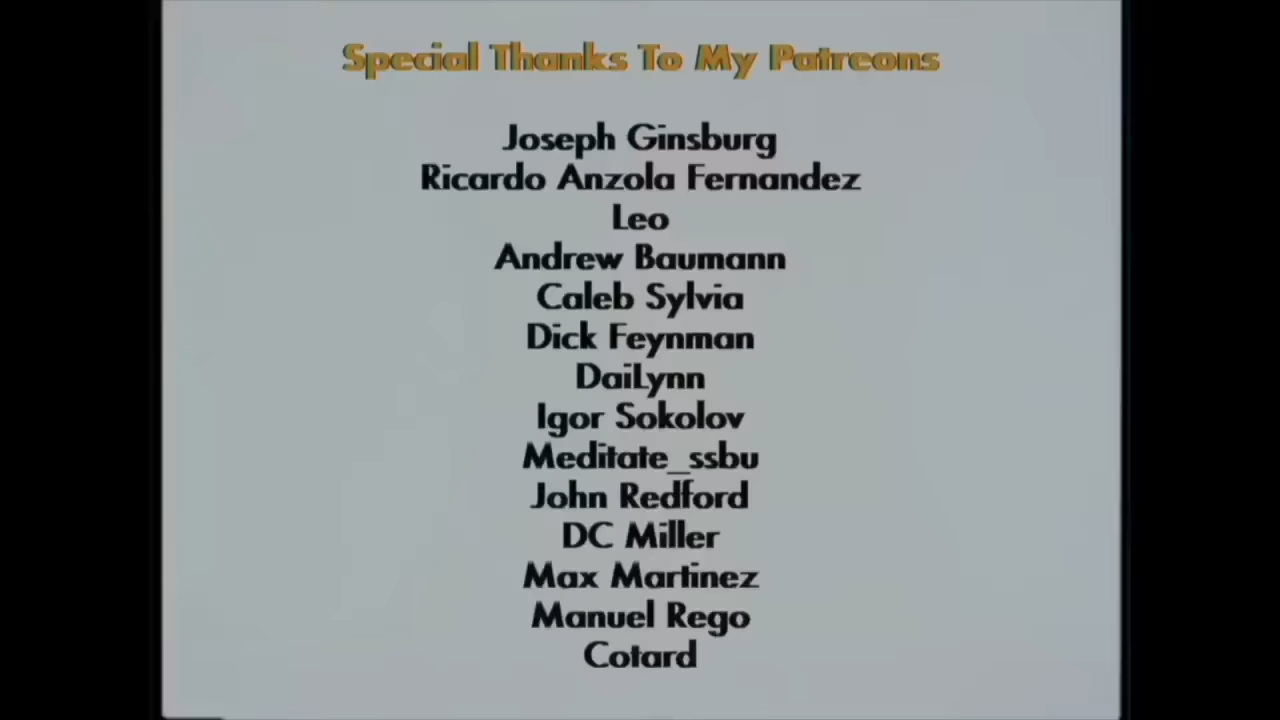 Special Thanks To My Patreons
Joseph Ginsburg
Ricardo Anzola Fernandez
Leo
Andrew Baumann
Caleb Sylvia
Dick Feynman
DaiLynn
Igor Sokolov
Meditate_ssbu
John Redford
DC Miller
Max Martinez
Manuel Rego
Cotard